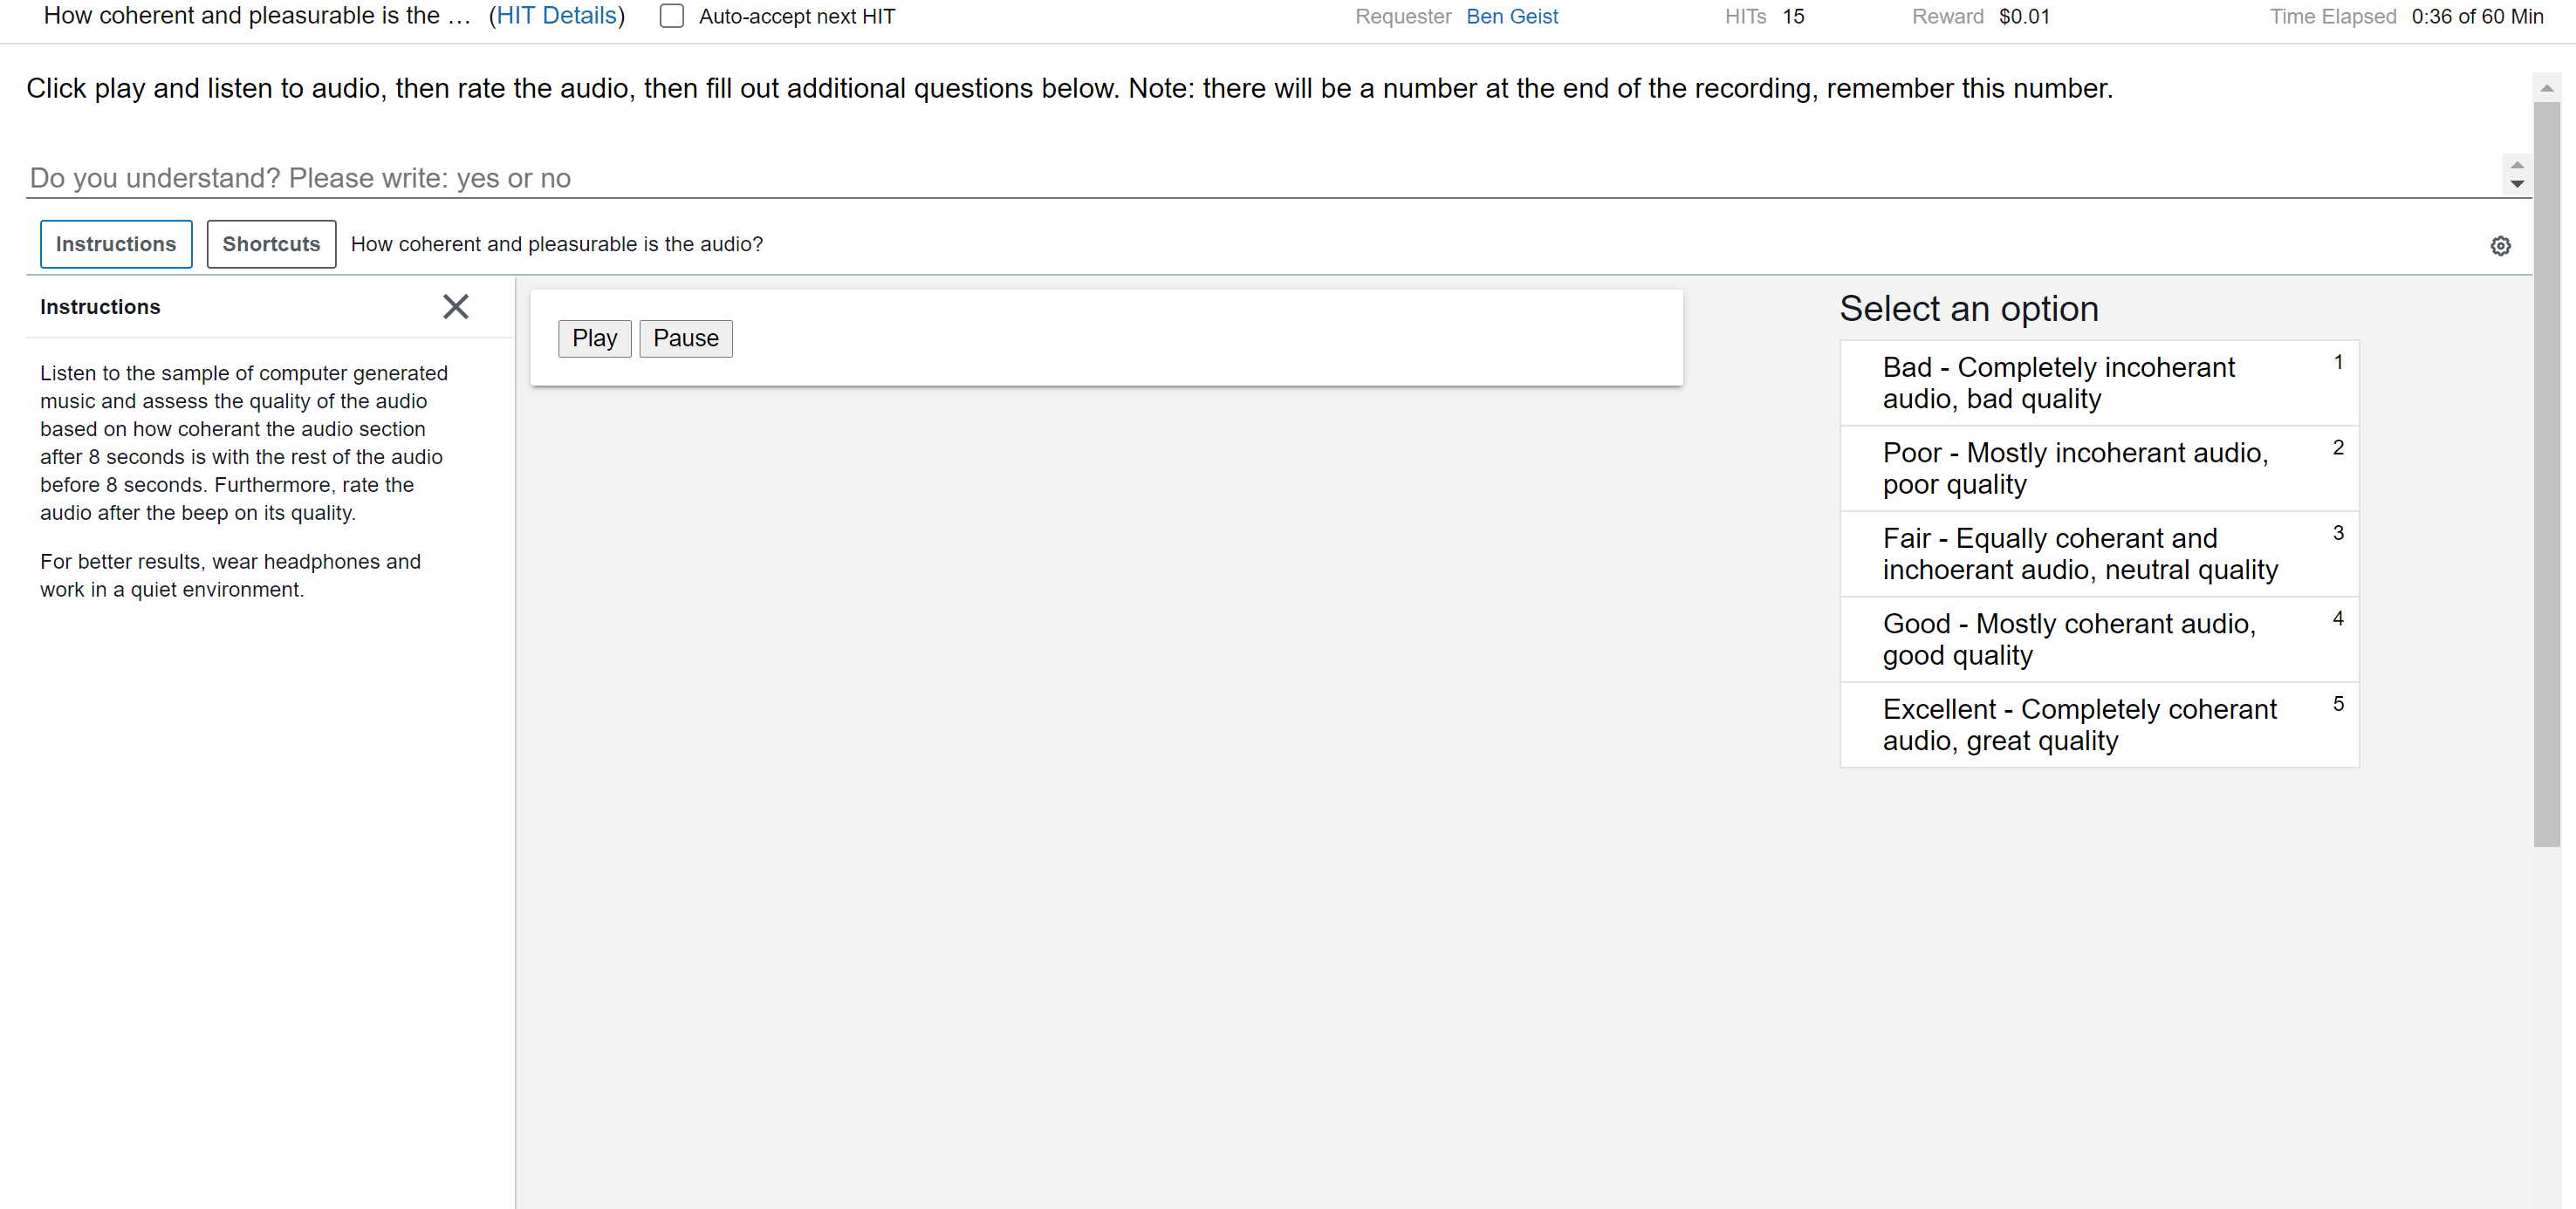 How coherent and pleasurable is the ... (HIT Details) Auto-accept next HIT Requester Ben Geist HITs 15 Reward $0.01 Time Elapsed 0:36 of 60 Min
Click play and listen to audio, then rate the audio, then fill out additional questions below. Note: there will be a number at the end of the recording, remember this number.
Do you understand? Please write: yes or no
Instructions Shortcuts How coherent and pleasurable is the audio?
Instructions
Listen to the sample of computer generated
music and assess the quality of the audio
based on how coherant the audio section
after 8 seconds is with the rest of the audio
before 8 seconds. Furthermore, rate the
audio after the beep on its quality.
For better results, wear headphones and
work in a quiet environment.
Play Pause
Select an option
Bad - Completely incoherant 1
audio, bad quality
Poor - Mostly incoherant audio, 2
poor quality
Fair - Equally coherant and 3
inchoerant audio, neutral quality
Good - Mostly coherant audio, 4
good quality
Excellent - Completely coherant 5
audio, great quality